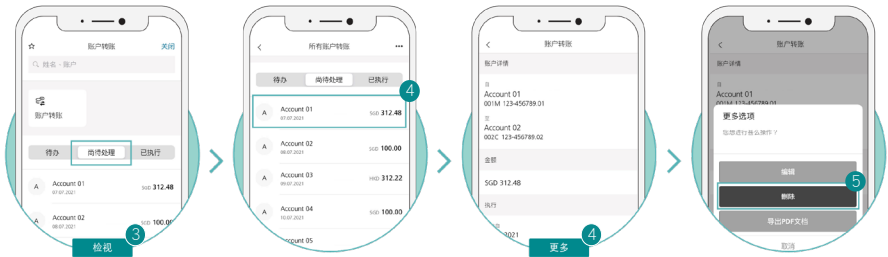 账户转账
关闭
姓名 - 账户
账户转账
待办
尚待处理
已执行
A
Account 01
07.07.2021
SGD 312.48
A
Account 02
08.07.2021
SGD 100.00
检视
3
所有账户转账
待办
尚待处理
已执行
4
A
Account 01
07.07.2021
SGD 312.48
A
Account 02
08.07.2021
SGD 100.00
A
Account 03
09.07.2021
HKD 312.22
A
Account 04
10.07.2021
SGD 100.00
Account 05
账户转账
账户详情
自
Account 01
001M 123-456789.01
至
Account 02
002C 123-456789.02
金额
SGD 312.48
执行
2021
更多
4
账户转账
账户详情
自
Account 01
001M 123-456789.01
更多选项
您想进行什么操作？
编辑
删除
5
导出PDF文档
取消